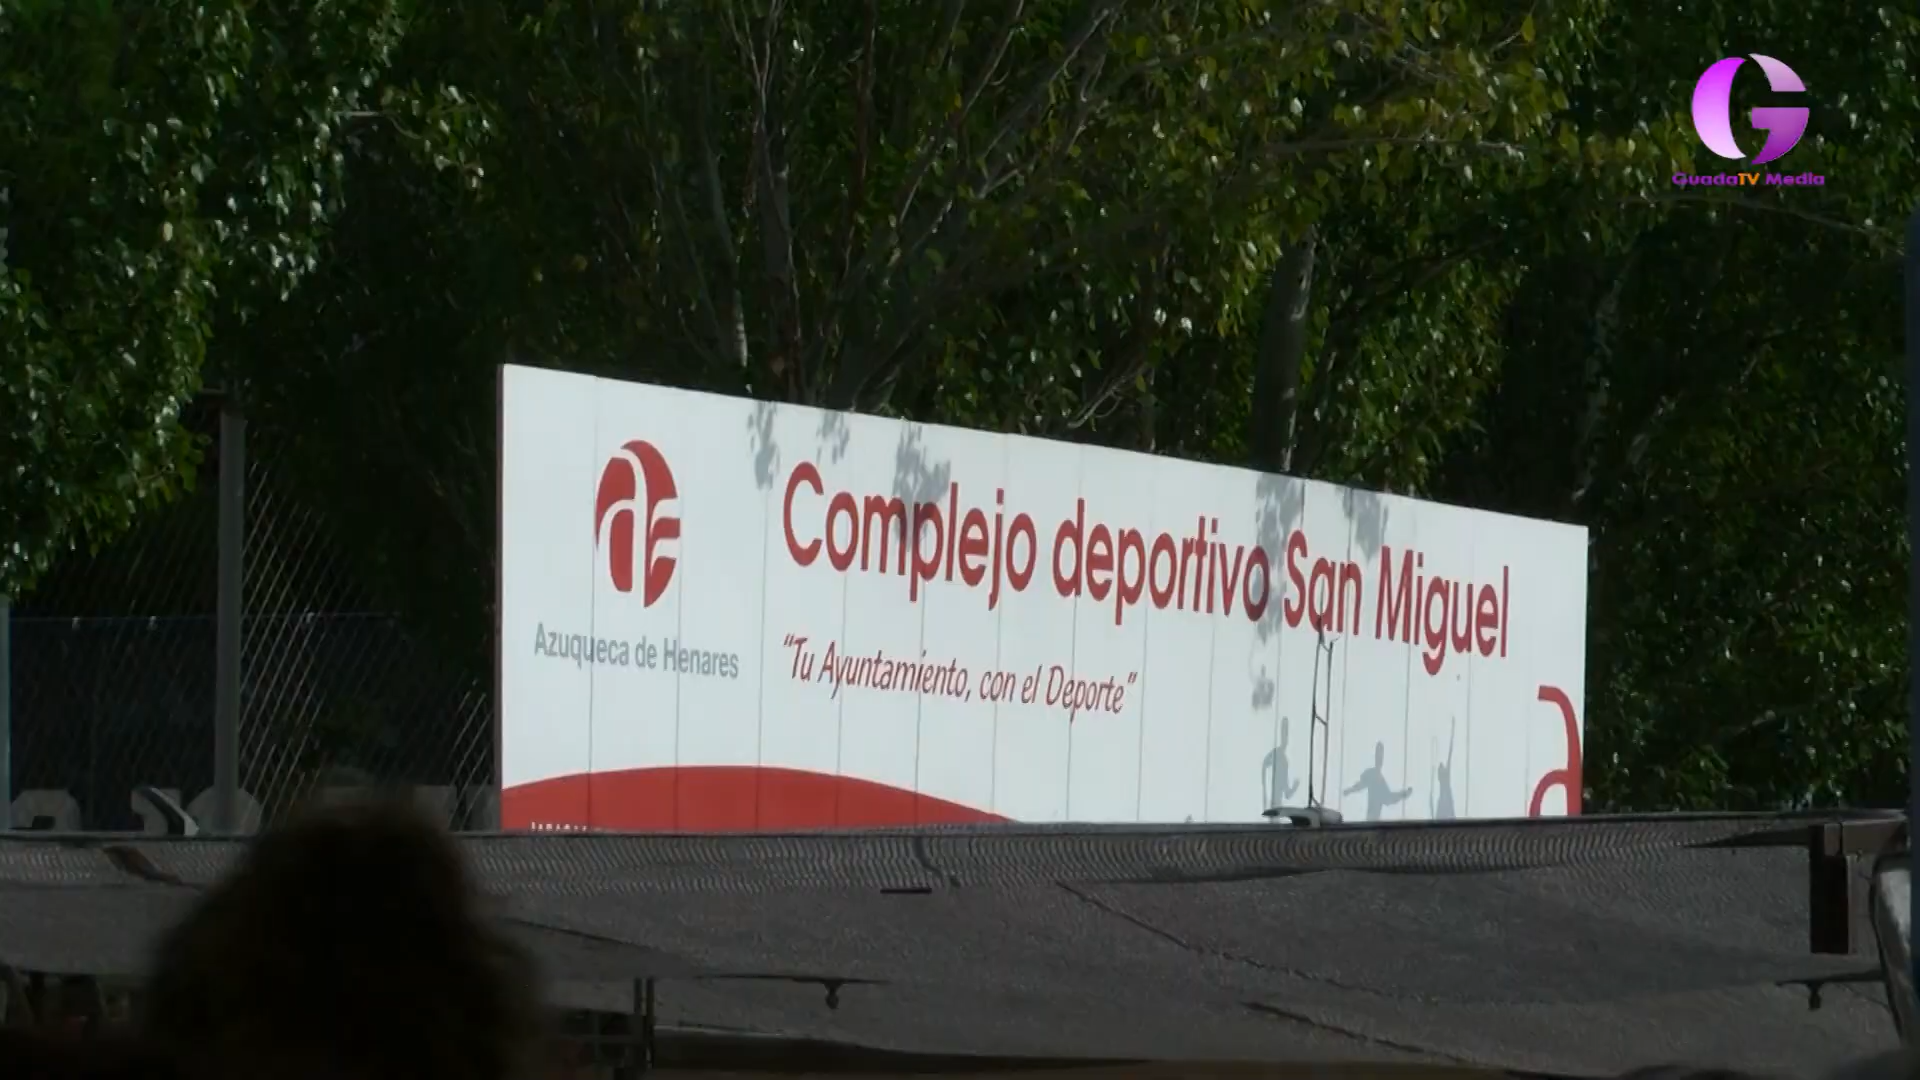 GuadaTV Media
Complejo deportivo San Miguel
Azuqueca de Henares
“Tu Ayuntamiento, con el Deporte”